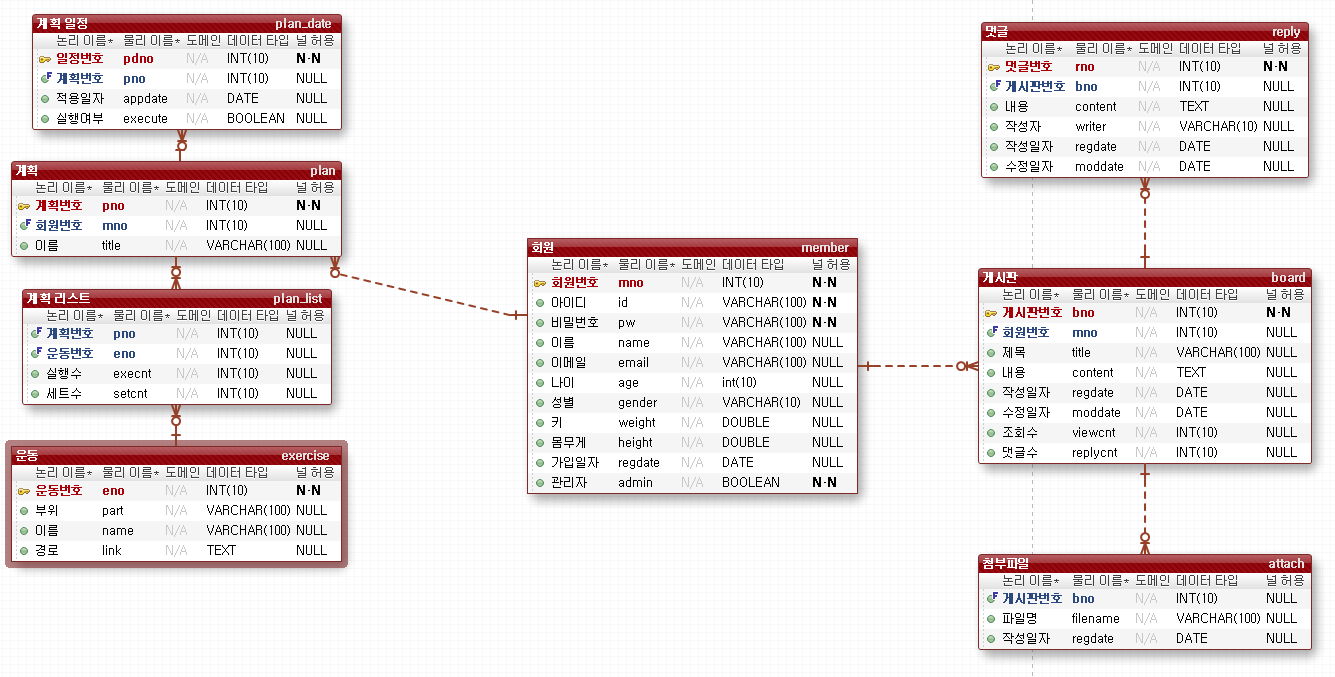 계획 일정 plan_date
논리 이름* 물리 이름* 도메인 데이터 타입 널 허용
일정번호 pdno N/A INT(10) N·N
계획번호 pno N/A INT(10) NULL
적용일자 appdate N/A DATE NULL
실행여부 execute N/A BOOLEAN NULL
계획 plan
논리 이름* 물리 이름* 도메인 데이터 타입 널 허용
계획번호 pno N/A INT(10) N·N
회원번호 mno N/A INT(10) NULL
이름 title N/A VARCHAR(100) NULL
계획 리스트 plan_list
논리 이름* 물리 이름* 도메인 데이터 타입 널 허용
계획번호 pno N/A INT(10) NULL
운동번호 eno N/A INT(10) NULL
실행수 execnt N/A INT(10) NULL
세트수 setcnt N/A INT(10) NULL
운동 exercise
논리 이름* 물리 이름* 도메인 데이터 타입 널 허용
운동번호 eno N/A INT(10) N·N
부위 part N/A VARCHAR(100) NULL
이름 name N/A VARCHAR(100) NULL
경로 link N/A TEXT NULL
회원 member
논리 이름* 물리 이름* 도메인 데이터 타입 널 허용
회원번호 mno N/A INT(10) N·N
아이디 id N/A VARCHAR(100) N·N
비밀번호 pw N/A VARCHAR(100) N·N
이름 name N/A VARCHAR(100) NULL
이메일 email N/A VARCHAR(100) NULL
나이 age N/A int(10) NULL
성별 gender N/A VARCHAR(10) NULL
키 weight N/A DOUBLE NULL
몸무게 height N/A DOUBLE NULL
가입일자 regdate N/A DATE NULL
관리자 admin N/A BOOLEAN N·N
댓글 reply
논리 이름* 물리 이름* 도메인 데이터 타입 널 허용
댓글번호 rno N/A INT(10) N·N
게시판번호 bno N/A INT(10) NULL
내용 content N/A TEXT NULL
작성자 writer N/A VARCHAR(10) NULL
작성일자 regdate N/A DATE NULL
수정일자 moddate N/A DATE NULL
게시판 board
논리 이름* 물리 이름* 도메인 데이터 타입 널 허용
게시판번호 bno N/A INT(10) N·N
회원번호 mno N/A INT(10) NULL
제목 title N/A VARCHAR(100) NULL
내용 content N/A TEXT NULL
작성일자 regdate N/A DATE NULL
수정일자 moddate N/A DATE NULL
조회수 viewcnt N/A INT(10) NULL
댓글수 replycnt N/A INT(10) NULL
첨부파일 attach
논리 이름* 물리 이름* 도메인 데이터 타입 널 허용
게시판번호 bno N/A INT(10) NULL
파일명 filename N/A VARCHAR(100) NULL
작성일자 regdate N/A DATE NULL